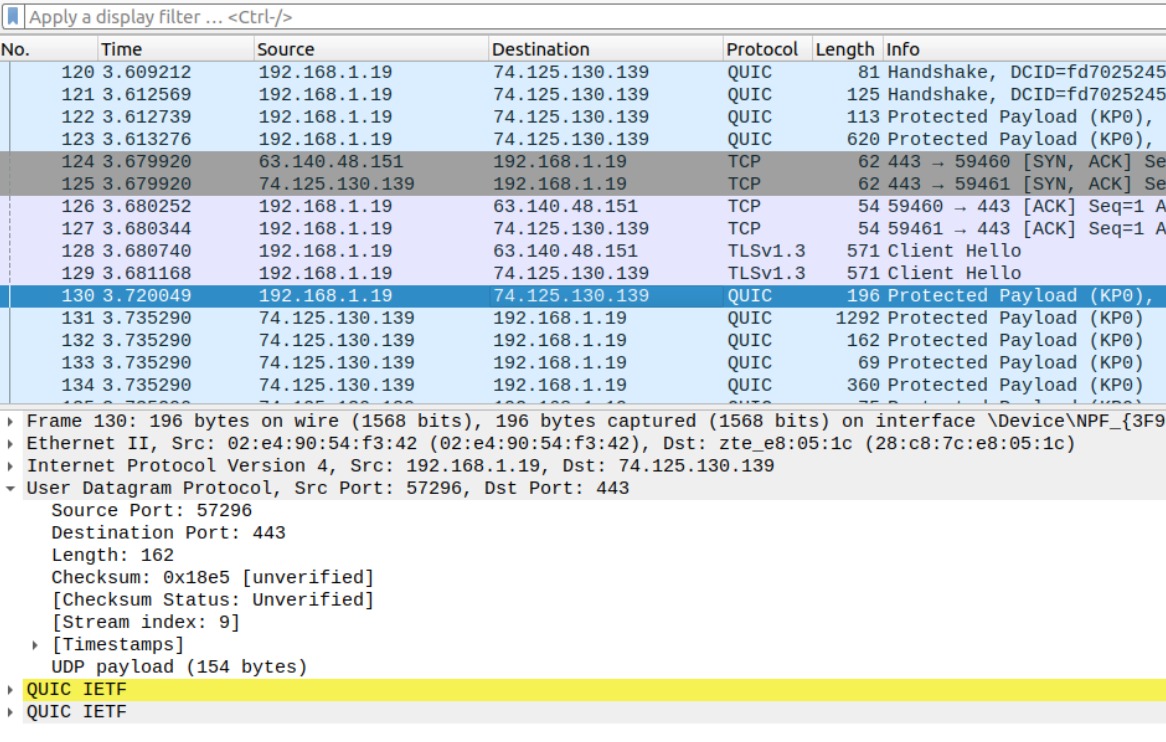 Apply a display filter … <Ctrl-/>
No. Time Source Destination Protocol Length Info
120 3.609212 192.168.1.19 74.125.130.139 QUIC 81 Handshake, DCID=fd7025245
121 3.612569 192.168.1.19 74.125.130.139 QUIC 125 Handshake, DCID=fd7025245
122 3.612739 192.168.1.19 74.125.130.139 QUIC 113 Protected Payload (KP0),
123 3.613276 192.168.1.19 74.125.130.139 QUIC 620 Protected Payload (KP0),
124 3.679920 63.140.48.151 192.168.1.19 TCP 62 443 → 59460 [SYN, ACK] Se
125 3.679920 74.125.130.139 192.168.1.19 TCP 62 443 → 59461 [SYN, ACK] Se
126 3.680252 192.168.1.19 63.140.48.151 TCP 54 59460 → 443 [ACK] Seq=1 A
127 3.680344 192.168.1.19 74.125.130.139 TCP 54 59461 → 443 [ACK] Seq=1 A
128 3.680740 192.168.1.19 63.140.48.151 TLSv1.3 571 Client Hello
129 3.681168 192.168.1.19 74.125.130.139 TLSv1.3 571 Client Hello
130 3.720049 192.168.1.19 74.125.130.139 QUIC 196 Protected Payload (KP0),
131 3.735290 74.125.130.139 192.168.1.19 QUIC 1292 Protected Payload (KP0)
132 3.735290 74.125.130.139 192.168.1.19 QUIC 162 Protected Payload (KP0)
133 3.735290 74.125.130.139 192.168.1.19 QUIC 69 Protected Payload (KP0)
134 3.735290 74.125.130.139 192.168.1.19 QUIC 360 Protected Payload (KP0)
Frame 130: 196 bytes on wire (1568 bits), 196 bytes captured (1568 bits) on interface \Device\NPF_{3F9
Ethernet II, Src: 02:e4:90:54:f3:42 (02:e4:90:54:f3:42), Dst: zte_e8:05:1c (28:c8:7c:e8:05:1c)
Internet Protocol Version 4, Src: 192.168.1.19, Dst: 74.125.130.139
User Datagram Protocol, Src Port: 57296, Dst Port: 443
Source Port: 57296
Destination Port: 443
Length: 162
Checksum: 0x18e5 [unverified]
[Checksum Status: Unverified]
[Stream index: 9]
[Timestamps]
UDP payload (154 bytes)
QUIC IETF
QUIC IETF